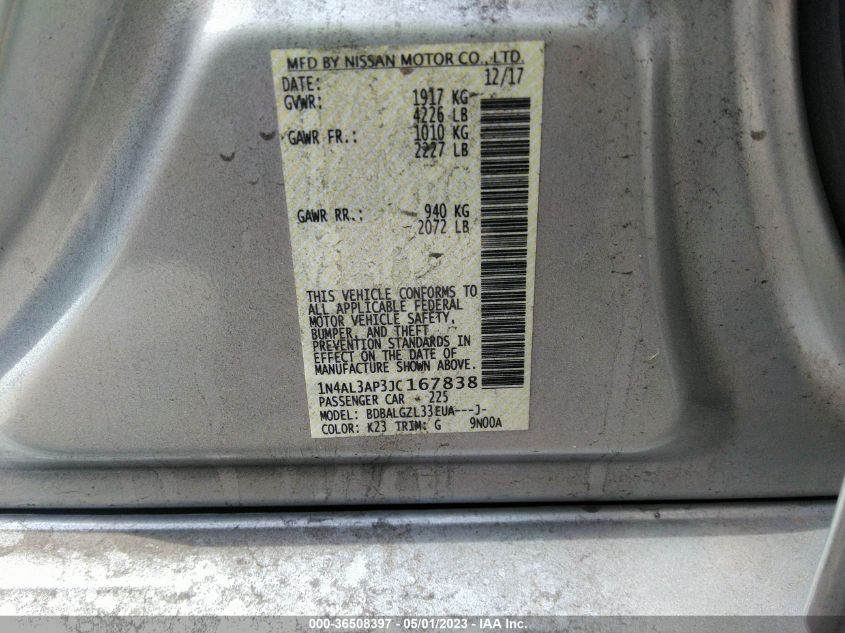 MFD BY NISSAN MOTOR CO., LTD.
DATE: 12/17
GVWR: 1917 KG
4226 LB
GAWR FR.: 1010 KG
2227 LB
GAWR RR.: 940 KG
2072 LB
THIS VEHICLE CONFORMS TO
ALL APPLICABLE FEDERAL
MOTOR VEHICLE SAFETY,
BUMPER, AND THEFT
PREVENTION STANDARDS IN
EFFECT ON THE DATE OF
MANUFACTURE SHOWN ABOVE.
1N4AL3AP3JC167838
PASSENGER CAR 225
MODEL: BDBALGZL33EUA---J-
COLOR: K23 TRIM: G 9N00A
000-36508397 - 05/01/2023 - IAA Inc.